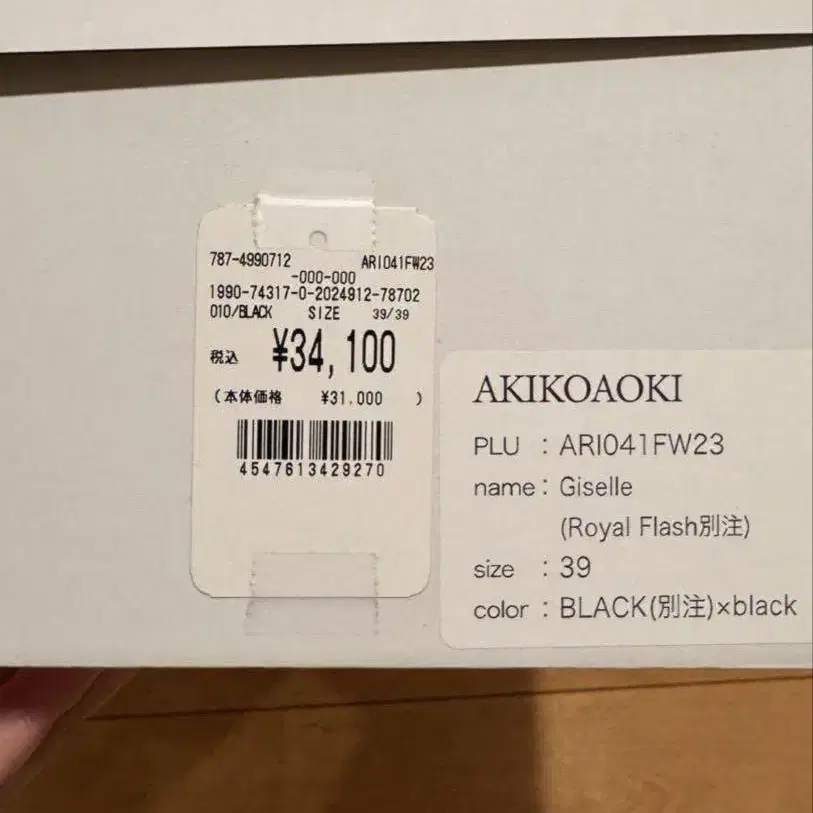 787-4990712 ARI041FW23
-000-000
1990-74317-0-2024912-78702
010/BLACK SIZE 39/39
税込 ¥34,100
(本体価格 ¥31,000 )
4547613429270
AKIKOAOKI
PLU : ARI041FW23
name : Giselle
(Royal Flash別注)
size : 39
color : BLACK(別注)×black